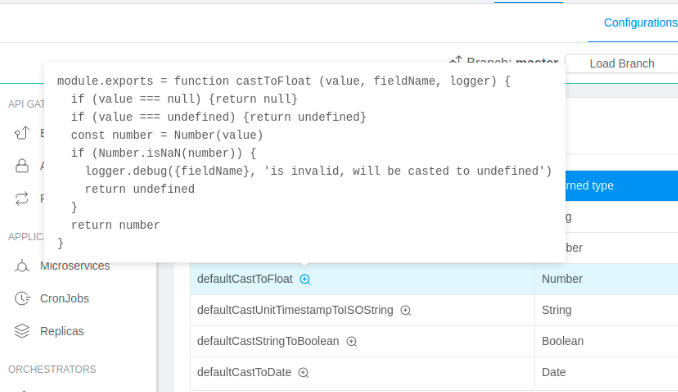 Configurations
Branch: master
Load Branch
module.exports = function castToFloat (value, fieldName, logger) {
if (value === null) {return null}
if (value === undefined) {return undefined}
const number = Number(value)
if (Number.isNaN(number)) {
logger.debug({fieldName}, 'is invalid, will be casted to undefined')
return undefined
}
return number
}
API GAT
APPLICA
Microservices
CronJobs
Replicas
ORCHESTRATORS
rned type
g
ber
defaultCastToFloat
Number
defaultCastUnitTimestampToISOString
String
defaultCastStringToBoolean
Boolean
defaultCastToDate
Date